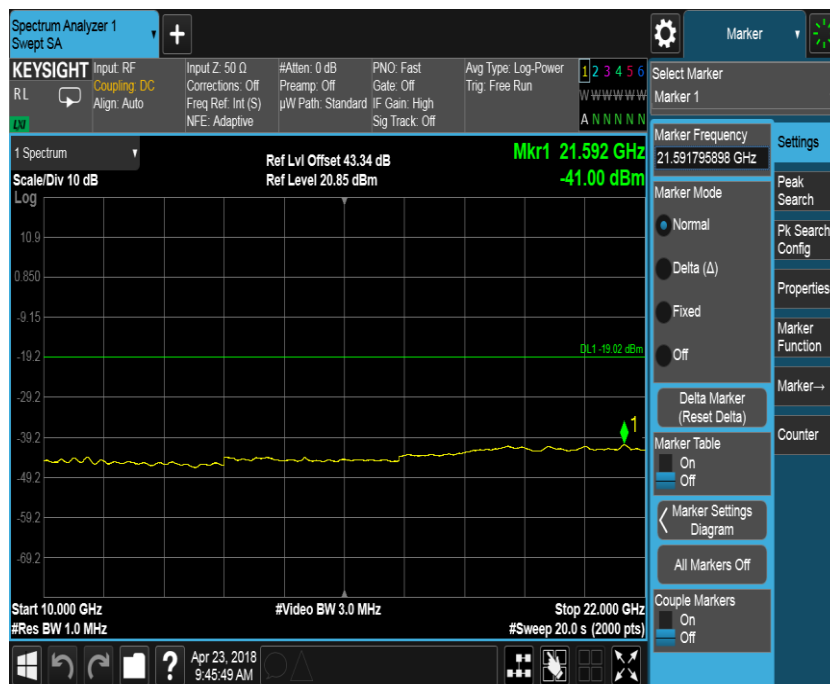 Spectrum Analyzer 1
Swept SA
+
Marker
KEYSIGHT
RL
LXI
Input: RF
Coupling: DC
Align: Auto
Input Z: 50 Ω
Corrections: Off
Freq Ref: Int (S)
NFE: Adaptive
#Atten: 0 dB
Preamp: Off
µW Path: Standard
PNO: Fast
Gate: Off
IF Gain: High
Sig Track: Off
Avg Type: Log-Power
Trig: Free Run
1 2 3 4 5 6
W W W W W W
A N N N N N
Select Marker
Marker 1
1 Spectrum
Scale/Div 10 dB
Log
Ref Lvl Offset 43.34 dB
Ref Level 20.85 dBm
Mkr1 21.592 GHz
-41.00 dBm
10.9
0.850
-9.15
-19.2
-29.2
-39.2
-49.2
-59.2
-69.2
DL1 -19.02 dBm
1
Start 10.000 GHz
#Res BW 1.0 MHz
#Video BW 3.0 MHz
Stop 22.000 GHz
#Sweep 20.0 s (2000 pts)
Marker Frequency
21.591795898 GHz
Marker Mode
Normal
Delta (Δ)
Fixed
Off
Delta Marker
(Reset Delta)
Marker Table
On
Off
Marker Settings
Diagram
All Markers Off
Couple Markers
On
Off
Settings
Peak
Search
Pk Search
Config
Properties
Marker
Function
Marker→
Counter
?
Apr 23, 2018
9:45:49 AM